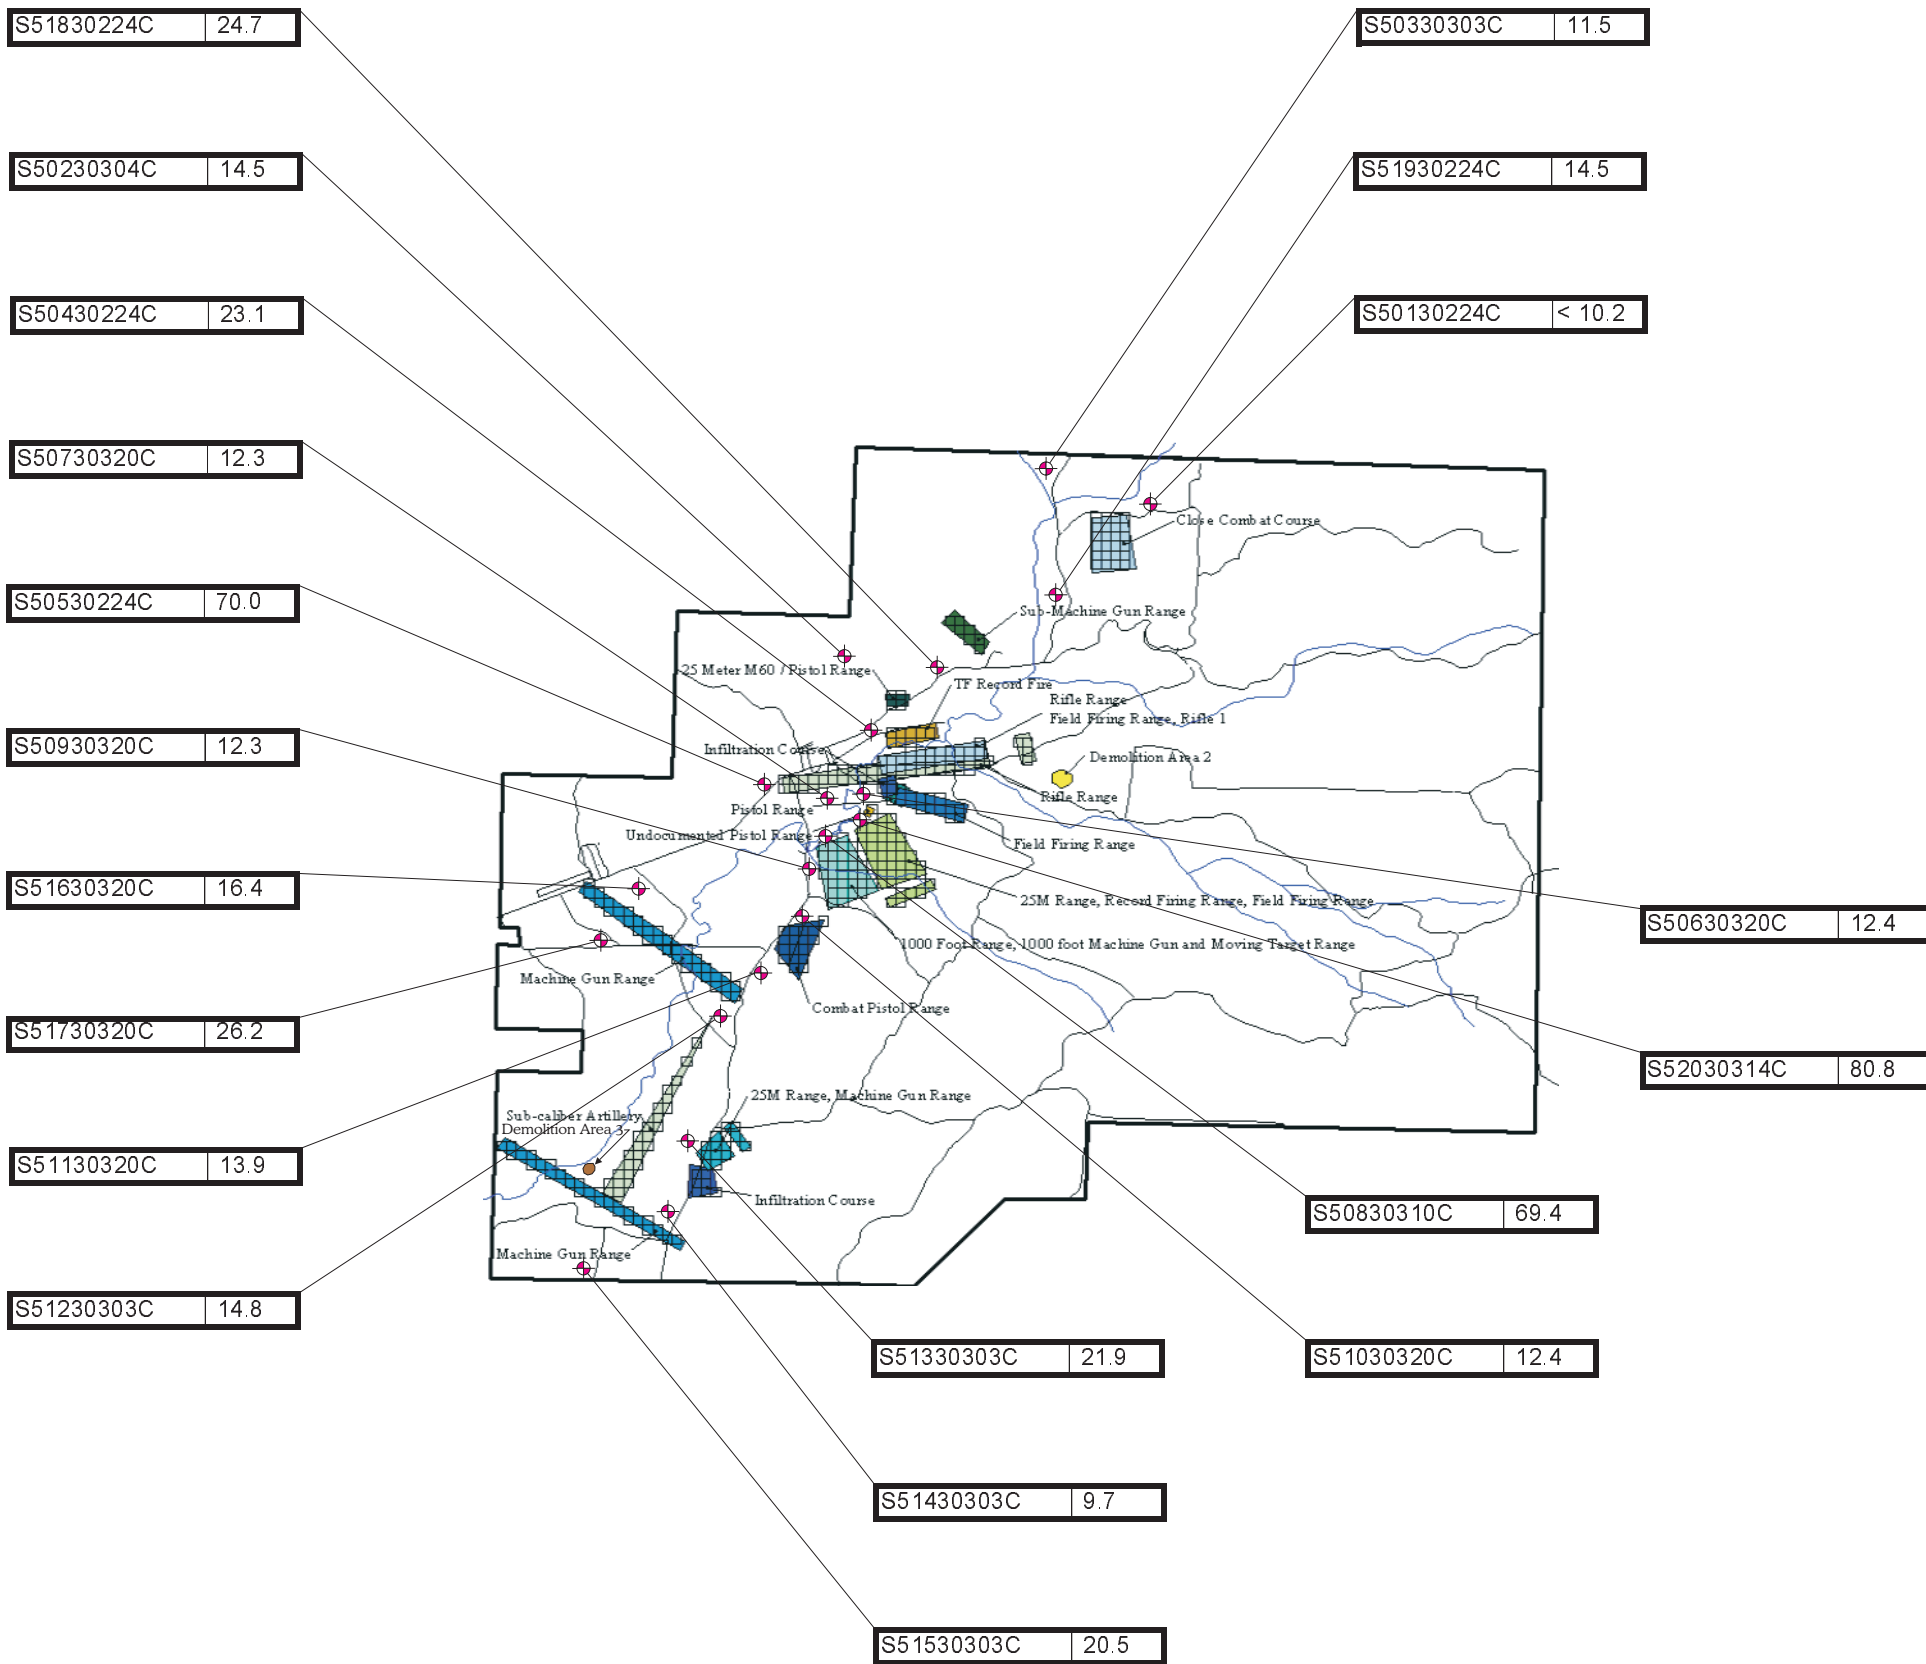 S51830224C 24.7
S50330303C 11.5
S50230304C 14.5
S51930224C 14.5
S50430224C 23.1
S50130224C < 10.2
S50730320C 12.3
Close Combat Course
S50530224C 70.0
Sub-Machine Gun Range
25 Meter M60 / Pistol Range
TF Record Fire
Rifle Range
Field Firing Range, Rifle 1
S50930320C 12.3
Infiltration Course
Demolition Area 2
Rifle Range
Pistol Range
Undocumented Pistol Range
Field Firing Range
S51630320C 16.4
25M Range, Record Firing Range, Field Firing Range
S50630320C 12.4
1000 Foot Range, 1000 foot Machine Gun and Moving Target Range
Machine Gun Range
Combat Pistol Range
S51730320C 26.2
S52030314C 80.8
25M Range, Machine Gun Range
Sub-caliber Artillery
Demolition Area 3
S51130320C 13.9
Infiltration Course
S50830310C 69.4
Machine Gun Range
S51230303C 14.8
S51330303C 21.9
S51030320C 12.4
S51430303C 9.7
S51530303C 20.5